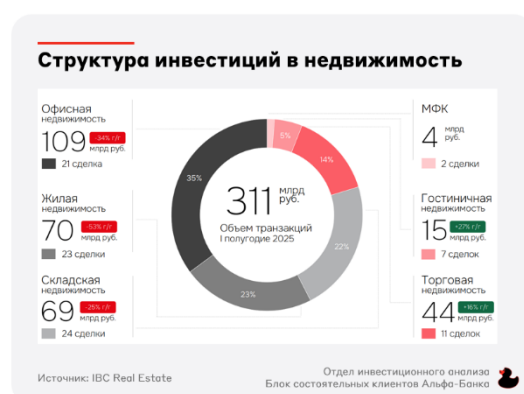 Структура инвестиций в недвижимость
Офисная
недвижимость
109 -34% г/г
млрд руб.
21 сделка
Жилая
недвижимость
70 -53% г/г
млрд руб.
23 сделки
Складская
недвижимость
69 -25% г/г
млрд руб.
24 сделки
5%
14%
22%
23%
35%
311 млрд
руб.
Объем транзакций
I полугодие 2025
МФК
4 млрд
руб.
2 сделки
Гостиничная
недвижимость
15 +27% г/г
млрд руб.
7 сделок
Торговая
недвижимость
44 +16% г/г
млрд руб.
11 сделок
Источник: IBC Real Estate
Отдел инвестиционного анализа
Блок состоятельных клиентов Альфа-Банка